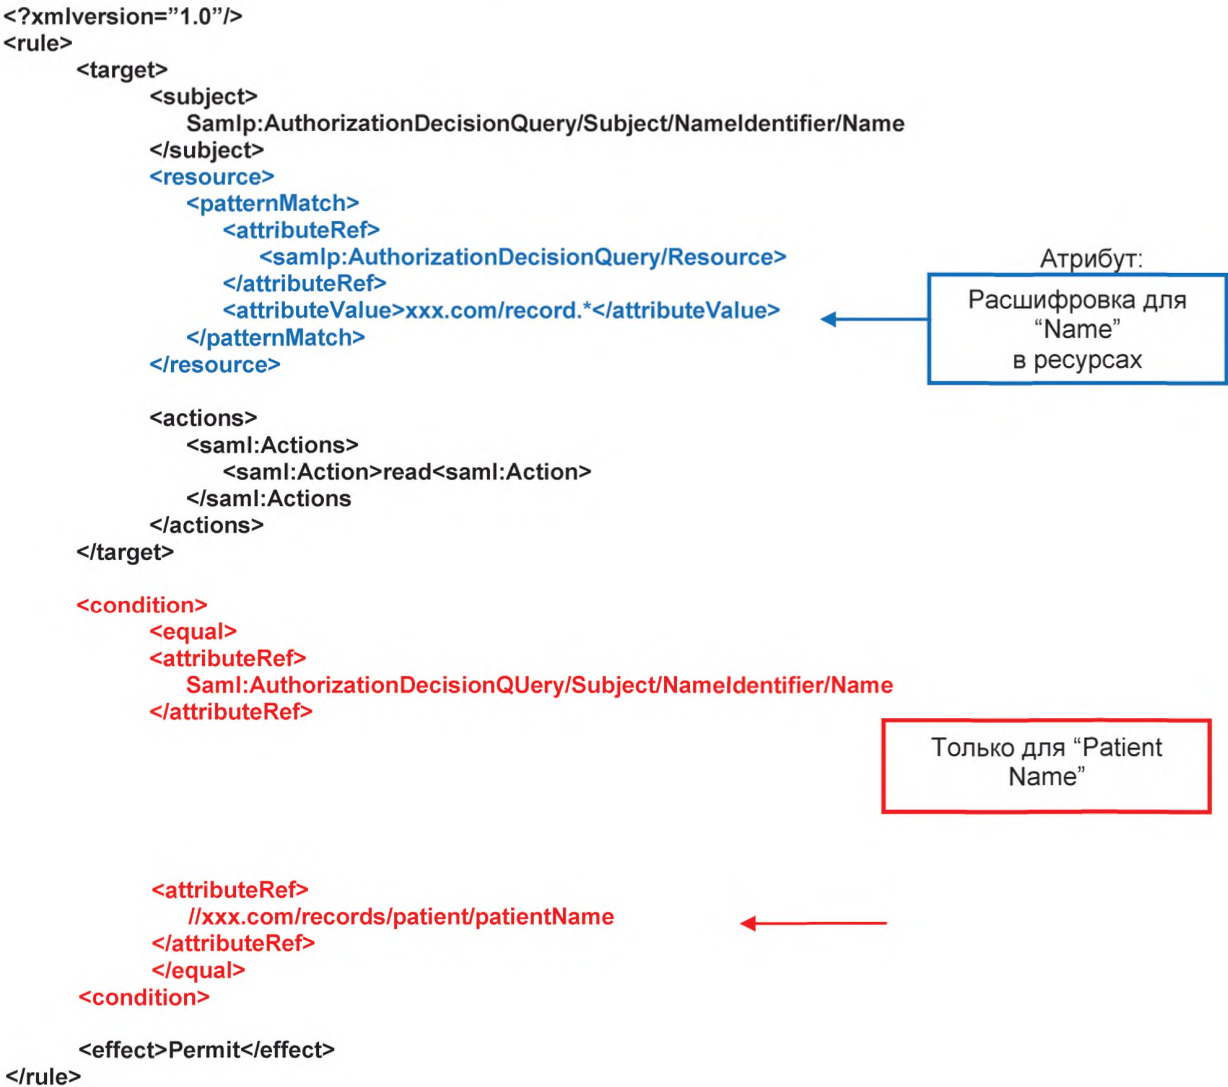 <?xmlversion=”1.0”/>
<rule>
<target>
<subject>
Samlp:AuthorizationDecisionQuery/Subject/NameIdentifier/Name
</subject>
<resource>
<patternMatch>
<attributeRef>
<samlp:AuthorizationDecisionQuery/Resource>
</attributeRef>
<attributeValue>xxx.com/record.*</attributeValue>
</patternMatch>
</resource>
Атрибут:
Расшифровка для
“Name”
в ресурсах
<actions>
<saml:Actions>
<saml:Action>read<saml:Action>
</saml:Actions
</actions>
</target>
<condition>
<equal>
<attributeRef>
Saml:AuthorizationDecisionQUery/Subject/NameIdentifier/Name
</attributeRef>
Только для “Patient
Name”
<attributeRef>
//xxx.com/records/patient/patientName
</attributeRef>
</equal>
<condition>
<effect>Permit</effect>
</rule>